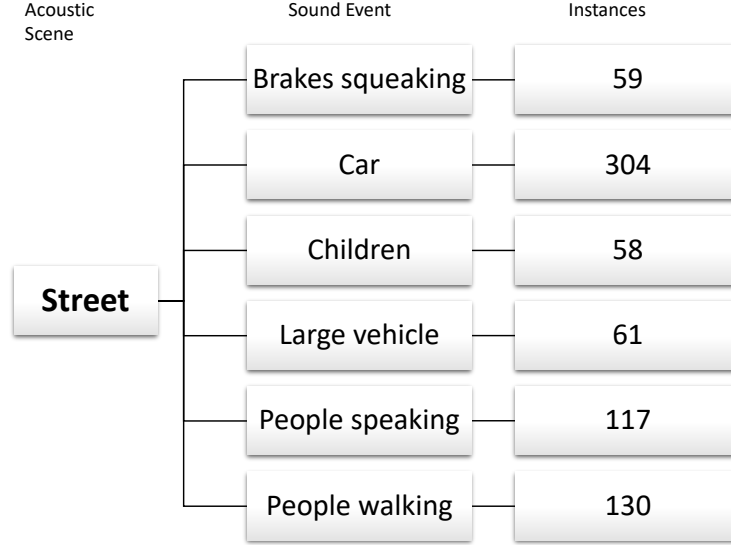 Acoustic
Scene
Sound Event
Instances
Brakes squeaking
59
Car
304
Children
58
Street
Large vehicle
61
People speaking
117
People walking
130